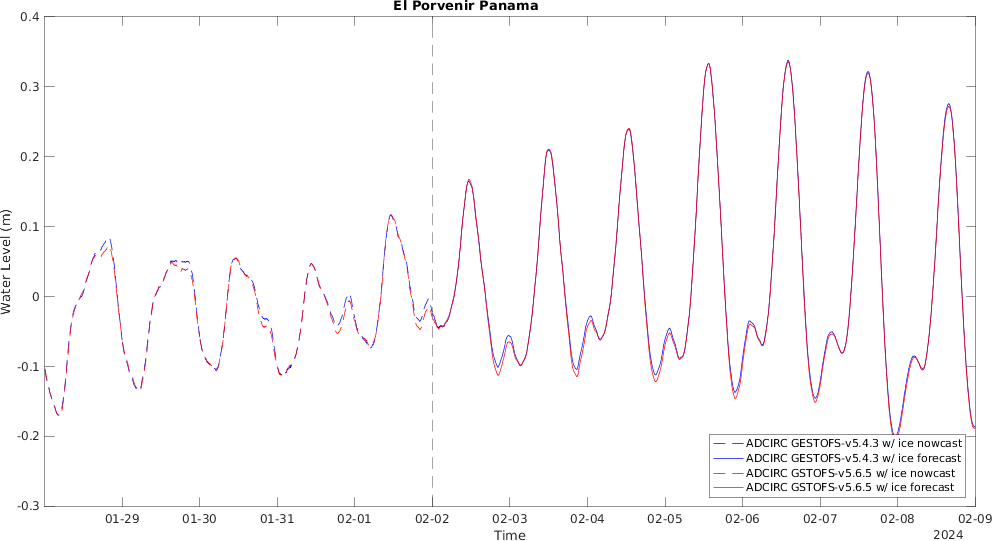 El Porvenir Panama
0.4
0.3
0.2
0.1
0
-0.1
-0.2
-0.3
Water Level (m)
ADCIRC GESTOFS-v5.4.3 w/ ice nowcast
ADCIRC GESTOFS-v5.4.3 w/ ice forecast
ADCIRC GSTOFS-v5.6.5 w/ ice nowcast
ADCIRC GSTOFS-v5.6.5 w/ ice forecast
01-29 01-30 01-31 02-01 02-02 02-03 02-04 02-05 02-06 02-07 02-08 02-09
Time
2024